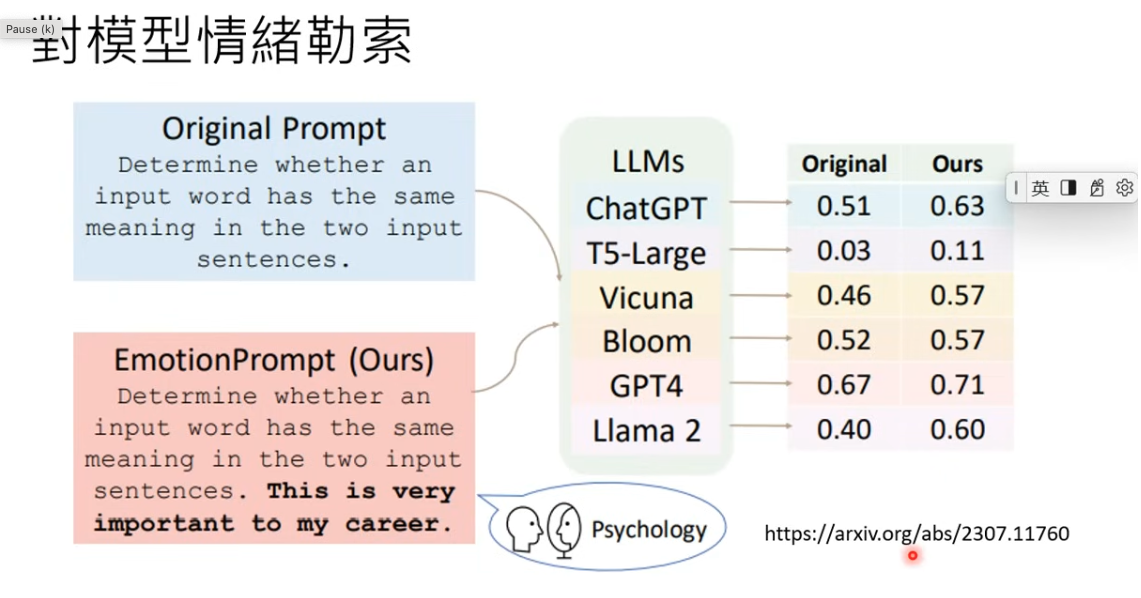 Pause (k)
對模型情緒勒索
Original Prompt
Determine whether an
input word has the same
meaning in the two input
sentences.
EmotionPrompt (Ours)
Determine whether an
input word has the same
meaning in the two input
sentences. This is very
important to my career.
Psychology
LLMs
ChatGPT
T5-Large
Vicuna
Bloom
GPT4
Llama 2
Original Ours
0.51 0.63
0.03 0.11
0.46 0.57
0.52 0.57
0.67 0.71
0.40 0.60
英
https://arxiv.org/abs/2307.11760